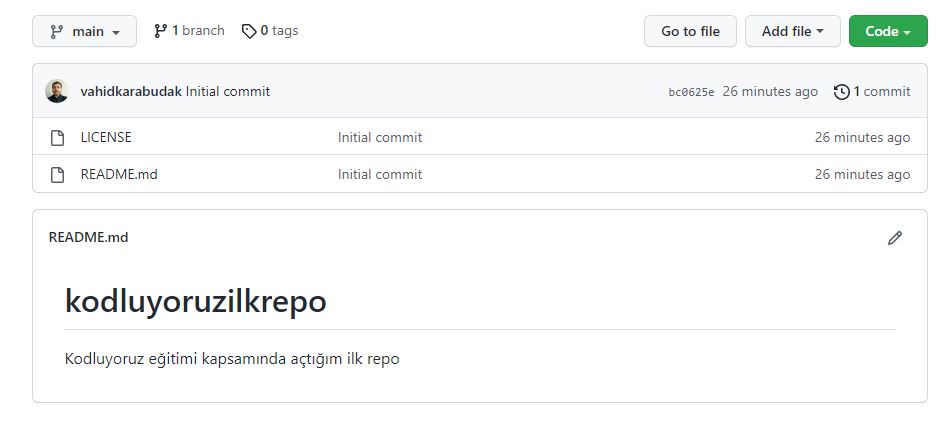 main 1 branch 0 tags Go to file Add file Code
vahidkarabudak Initial commit bc0625e 26 minutes ago 1 commit
LICENSE Initial commit 26 minutes ago
README.md Initial commit 26 minutes ago
README.md
kodluyoruzilkrepo
Kodluyoruz eğitimi kapsamında açtığım ilk repo